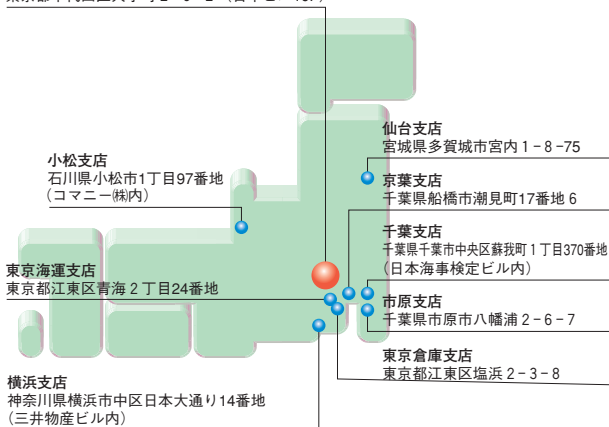 小松支店
石川県小松市1丁目97番地
(コマニー㈱内)
東京海運支店
東京都江東区青海2丁目24番地
横浜支店
神奈川県横浜市中区日本大通り14番地
(三井物産ビル内)
仙台支店
宮城県多賀城市宮内1-8-75
京葉支店
千葉県船橋市潮見町17番地6
千葉支店
千葉県千葉市中央区蘇我町1丁目370番地
(日本海事検定ビル内)
市原支店
千葉県市原市八幡浦2-6-7
東京倉庫支店
東京都江東区塩浜2-3-8